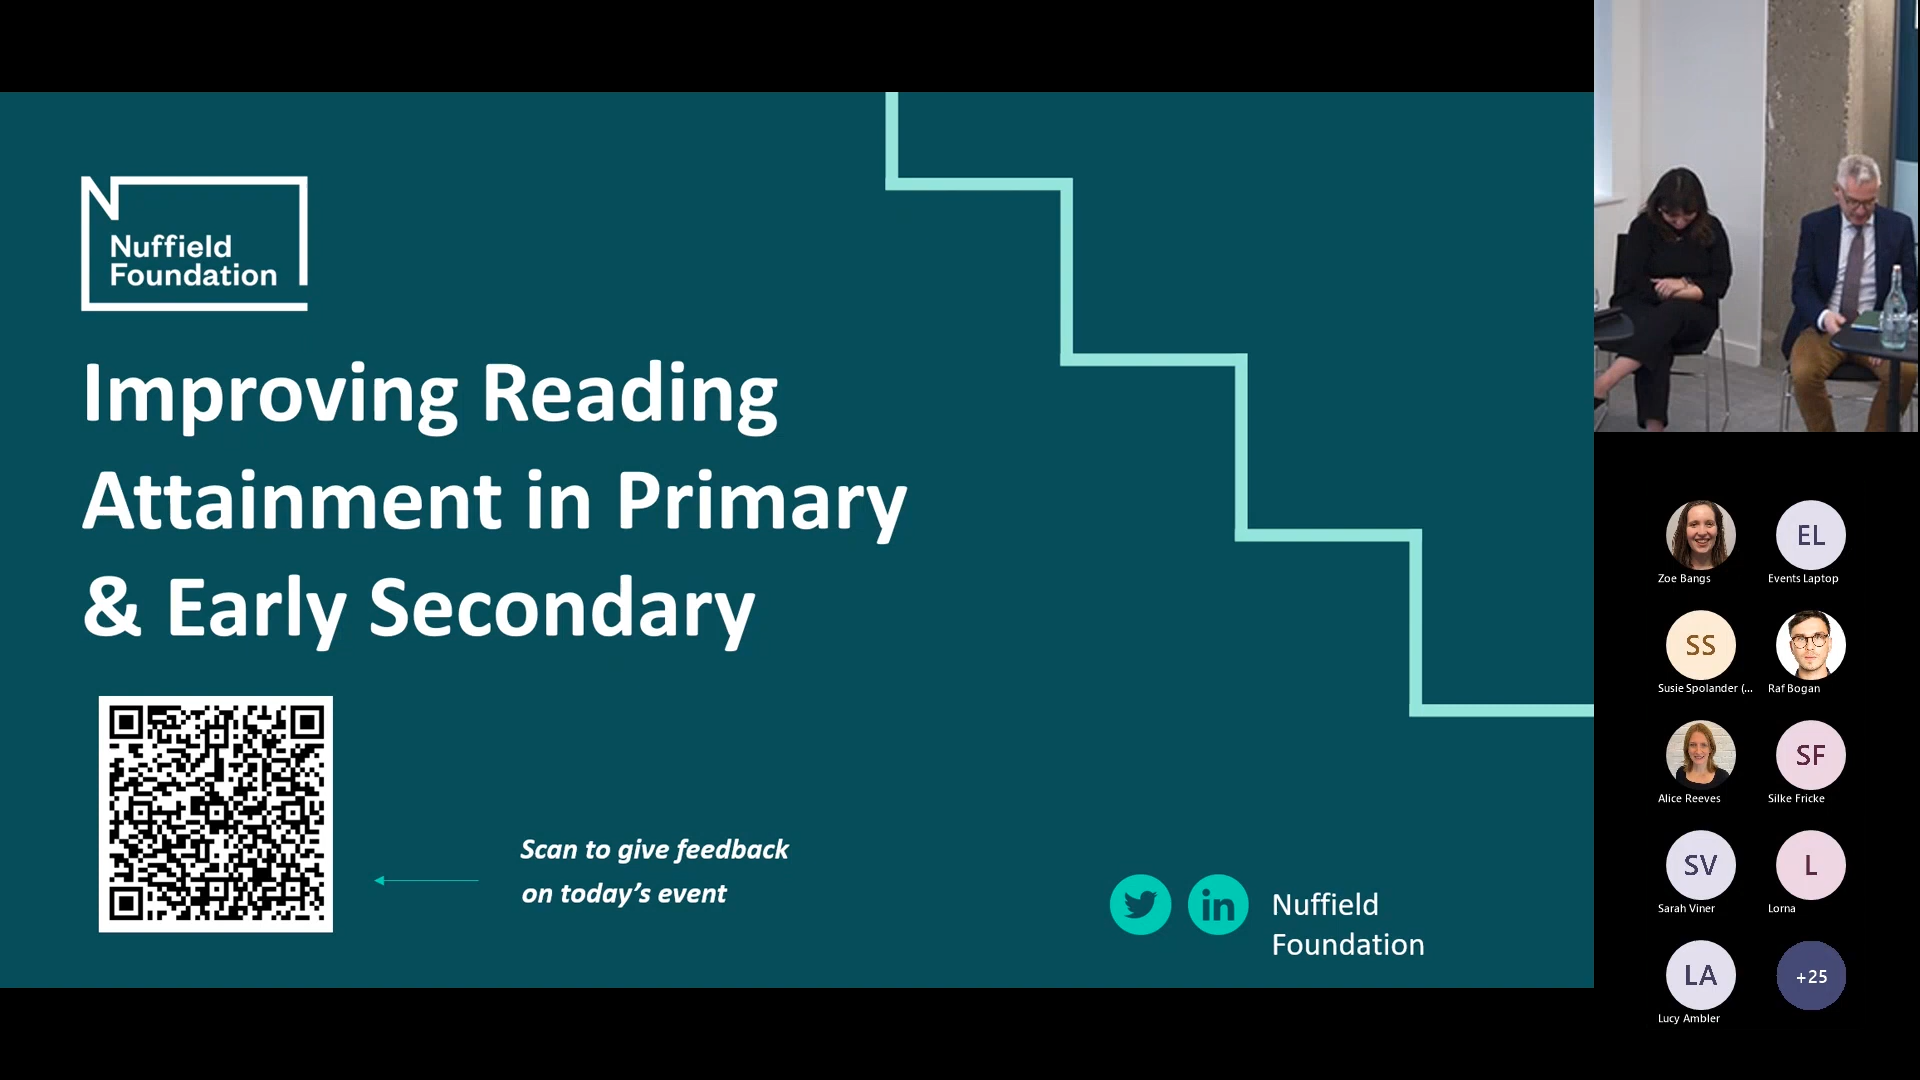 Nuffield
Foundation
Improving Reading
Attainment in Primary
& Early Secondary
Scan to give feedback
on today's event
in
Nuffield
Foundation
Zoe Bangs
EL
Events Laptop
SS
Susie Spolander (...
Raf Bogan
Alice Reeves
SF
Silke Fricke
SV
Sarah Viner
L
Lorna
LA
Lucy Ambler
+25